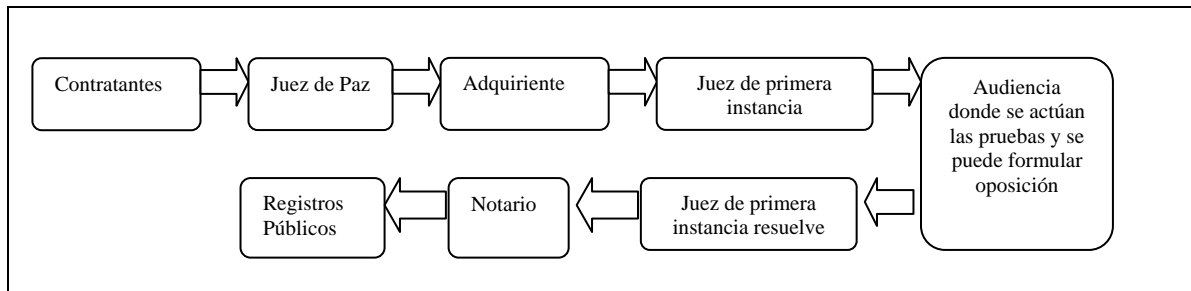 Contratantes
Juez de Paz
Adquiriente
Juez de primera
instancia
Audiencia
donde se actúan
las pruebas y se
puede formular
oposición
Juez de primera
instancia resuelve
Notario
Registros
Públicos